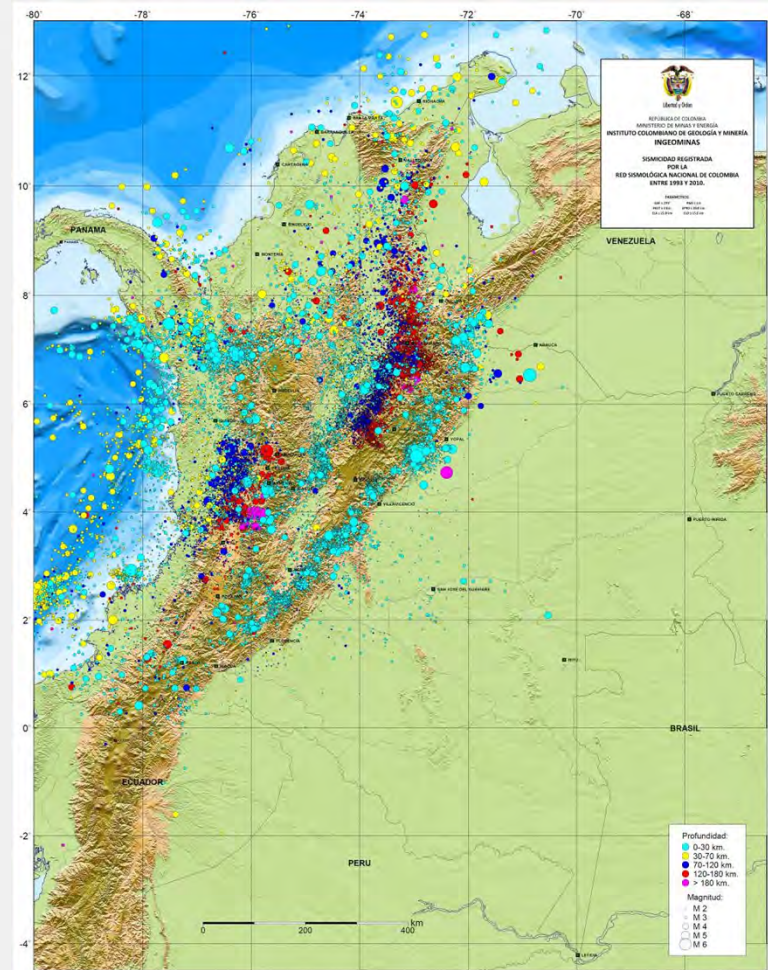 -80
-78
-76
-74
-72
-70
-68
12°
10°
8°
6°
4°
2°
0°
-2°
-4°
Libertad y Orden
REPÚBLICA DE COLOMBIA
MINISTERIO DE MINAS Y ENERGÍA
INSTITUTO COLOMBIANO DE GEOLOGÍA Y MINERÍA
INGEOMINAS
SISMICIDAD REGISTRADA
POR LA
RED SISMOLÓGICA NACIONAL DE COLOMBIA
ENTRE 1993 Y 2010.
PANAMA
VENEZUELA
CARTAGENA
MONTERIA
ARAUCA
PUERTO CARREÑO
YOPAL
VILLAVICENCIO
PUERTO INIRIDA
SAN JOSE DEL GUAVIARE
MITU
BRASIL
ECUADOR
PERU
LETICIA
km
0
200
400
Profundidad:
0-30 km.
30-70 km.
70-120 km.
120-180 km.
> 180 km.
Magnitud:
M 2
M 3
M 4
M 5
M 6